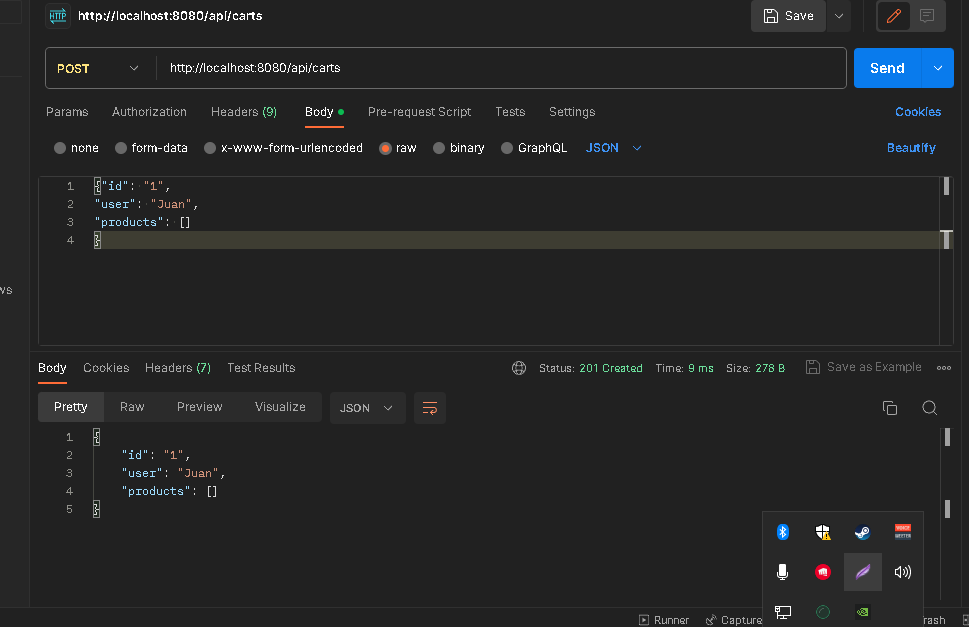 HTTP http://localhost:8080/api/carts Save
POST http://localhost:8080/api/carts Send
Params Authorization Headers (9) Body Pre-request Script Tests Settings Cookies
none form-data x-www-form-urlencoded raw binary GraphQL JSON Beautify
1 {"id": "1",
2 "user": "Juan",
3 "products": []
4 }
ws
Body Cookies Headers (7) Test Results Status: 201 Created Time: 9 ms Size: 278 B Save as Example
Pretty Raw Preview Visualize JSON
1 {
2 "id": "1",
3 "user": "Juan",
4 "products": []
5 }
Runner Capture rash